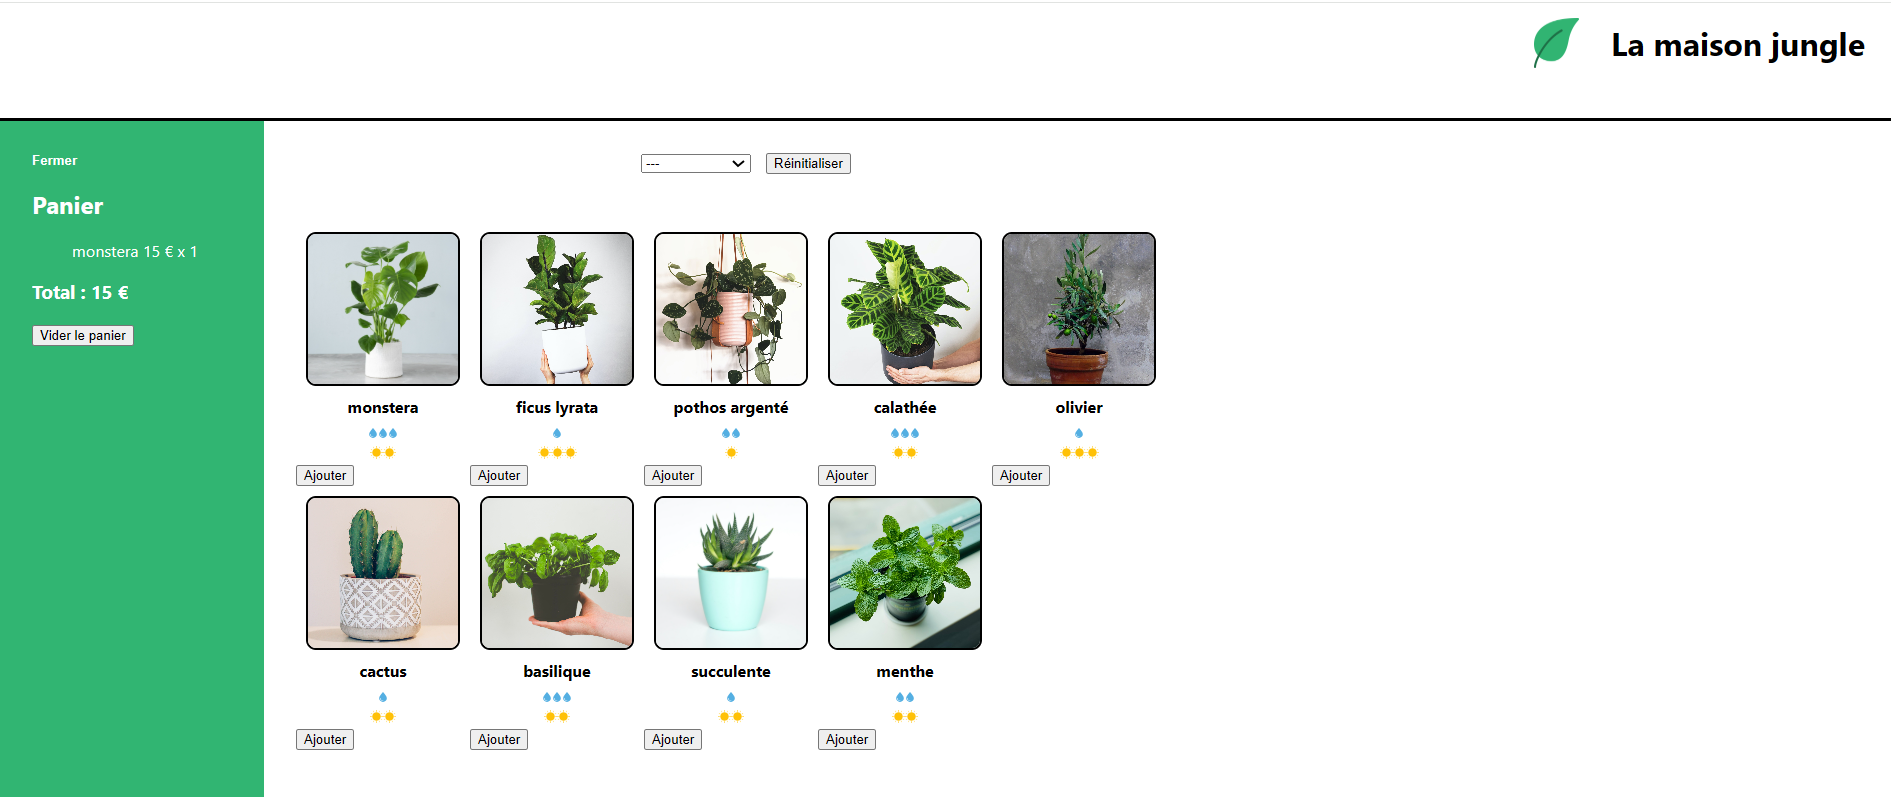 La maison jungle
Fermer
Panier
monstera 15 € x 1
Total : 15 €
Vider le panier
---
Réinitialiser
monstera
ficus lyrata
pothos argenté
calathée
olivier
Ajouter
Ajouter
Ajouter
Ajouter
Ajouter
cactus
basilique
succulente
menthe
Ajouter
Ajouter
Ajouter
Ajouter